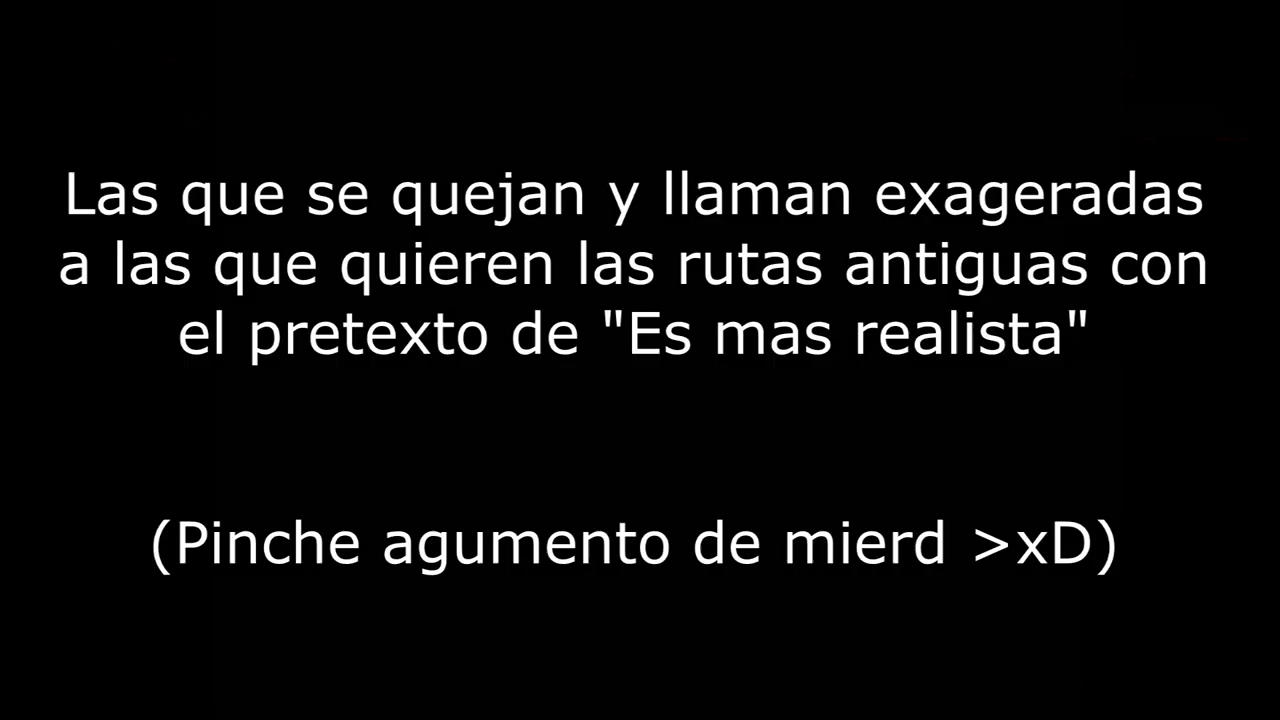 Las que se quejan y llaman exageradas
a las que quieren las rutas antiguas con
el pretexto de "Es mas realista"
(Pinche agumento de mierd >xD)